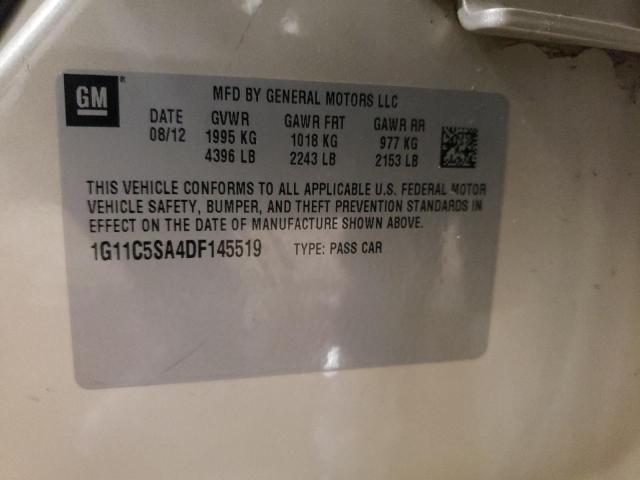 GM®
MFD BY GENERAL MOTORS LLC
DATE GVWR GAWR FRT GAWR RR
08/12 1995 KG 1018 KG 977 KG
4396 LB 2243 LB 2153 LB
THIS VEHICLE CONFORMS TO ALL APPLICABLE U.S. FEDERAL MOTOR
VEHICLE SAFETY, BUMPER, AND THEFT PREVENTION STANDARDS IN
EFFECT ON THE DATE OF MANUFACTURE SHOWN ABOVE.
1G11C5SA4DF145519 TYPE: PASS CAR